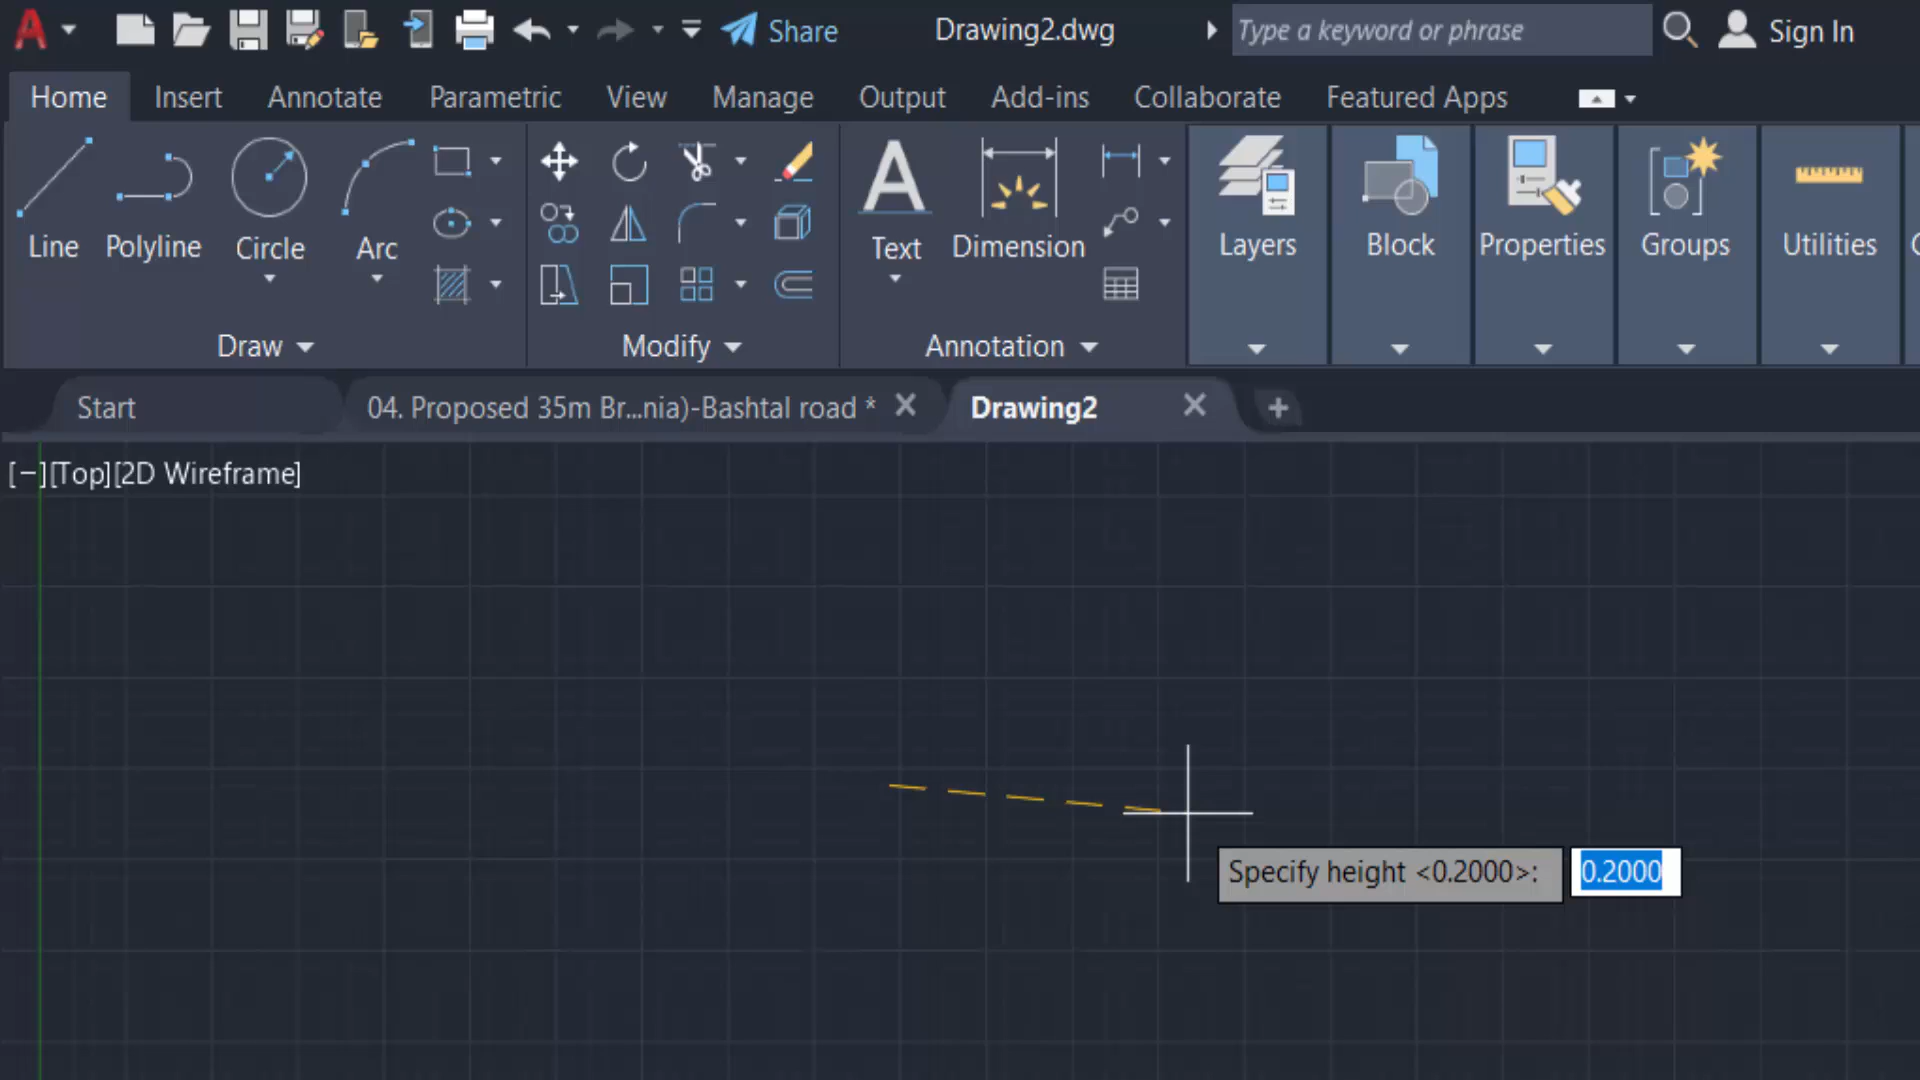 Share
Drawing2.dwg
Type a keyword or phrase
Sign In
Home
Insert
Annotate
Parametric
View
Manage
Output
Add-ins
Collaborate
Featured Apps
Line
Polyline
Circle
Arc
Text
Dimension
Layers
Block
Properties
Groups
Utilities
Draw
Modify
Annotation
Start
04. Proposed 35m Br...nia)-Bashtal road *
Drawing2
[−][Top][2D Wireframe]
Specify height <0.2000>:
0.2000